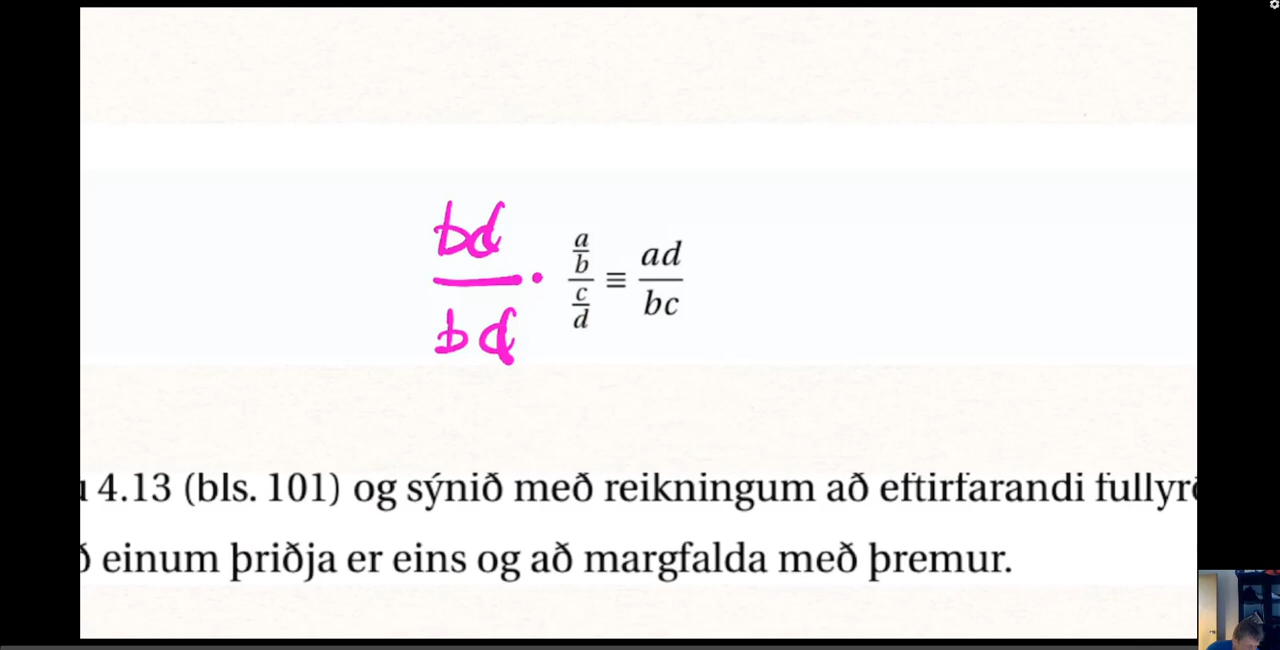 bd/bd · (a/b)/(c/d) ≡ ad/bc
4.13 (bls. 101) og sýnið með reikningum að eftirfarandi
einum þriðja er eins og að margfalda með þremur.